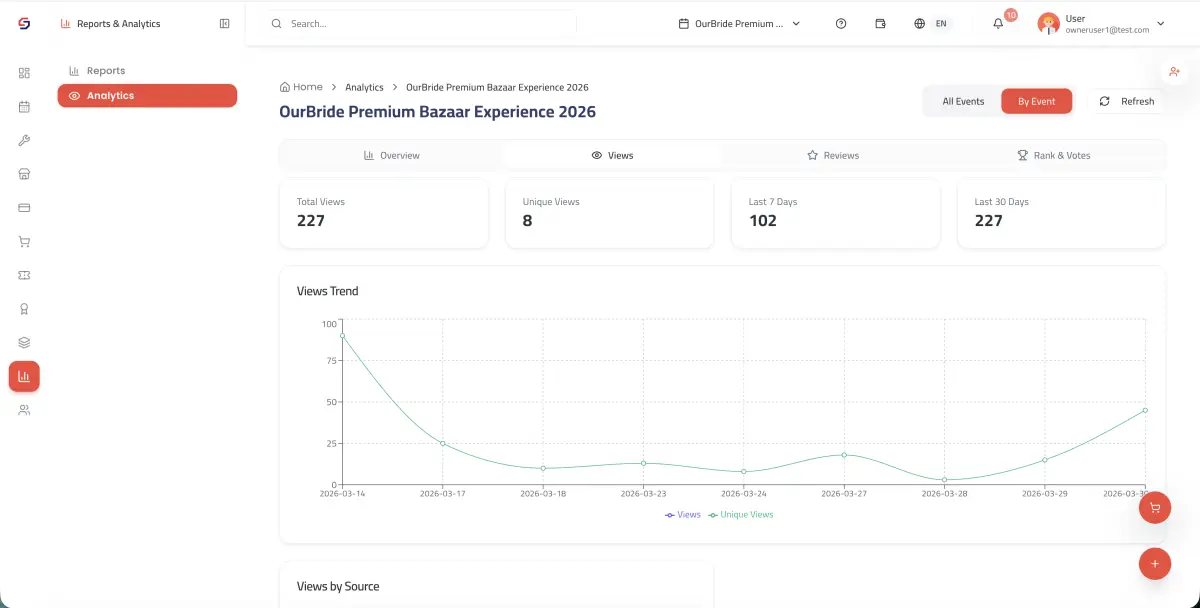 Reports & Analytics
Search...
OurBride Premium ...
EN
10
User
owneruser1@test.com
Reports
Analytics
Home > Analytics > OurBride Premium Bazaar Experience 2026
OurBride Premium Bazaar Experience 2026
All Events
By Event
Refresh
Overview
Views
Reviews
Rank & Votes
Total Views
227
Unique Views
8
Last 7 Days
102
Last 30 Days
227
Views Trend
100
75
50
25
0
2026-03-14
2026-03-17
2026-03-18
2026-03-23
2026-03-24
2026-03-27
2026-03-28
2026-03-29
2026-03-30
Views
Unique Views
Views by Source